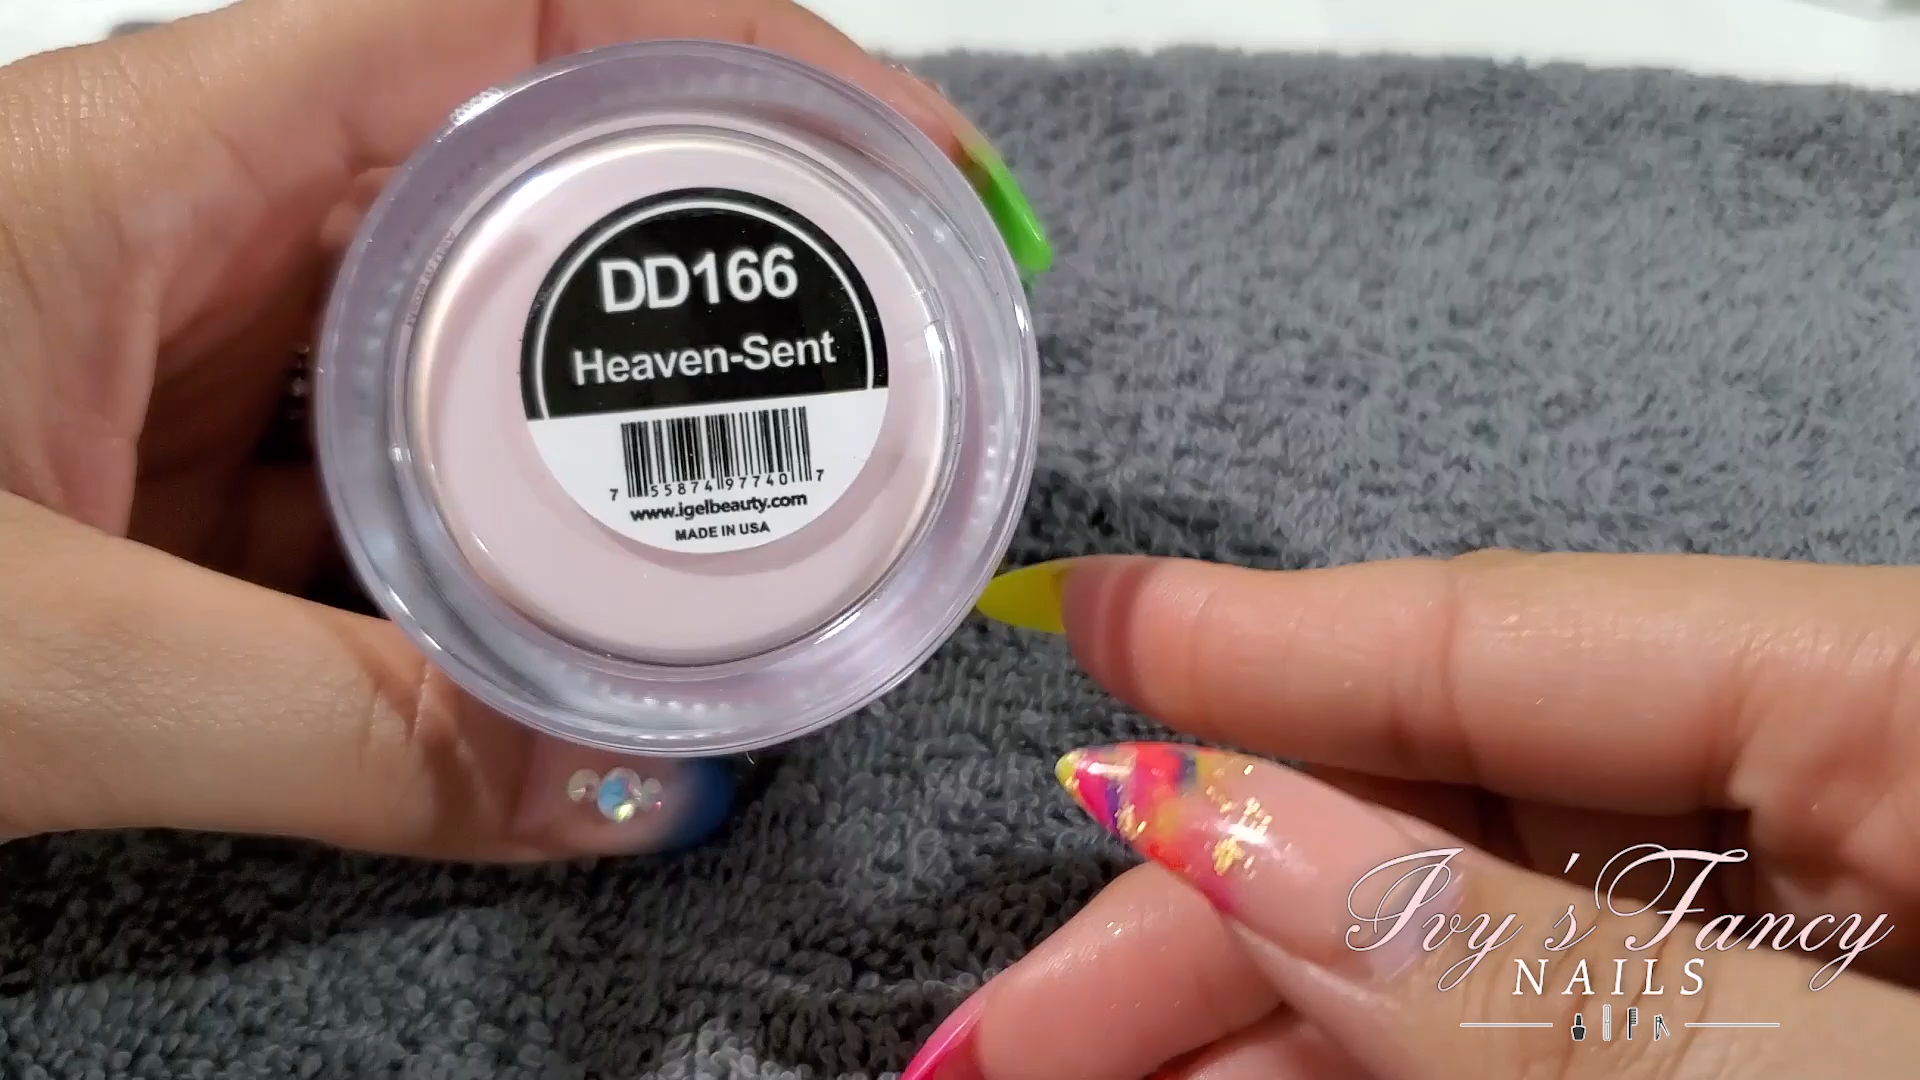 DD166
Heaven-Sent
7 55874 97740 7
www.igelbeauty.com
MADE IN USA
Ivy's Fancy
NAILS